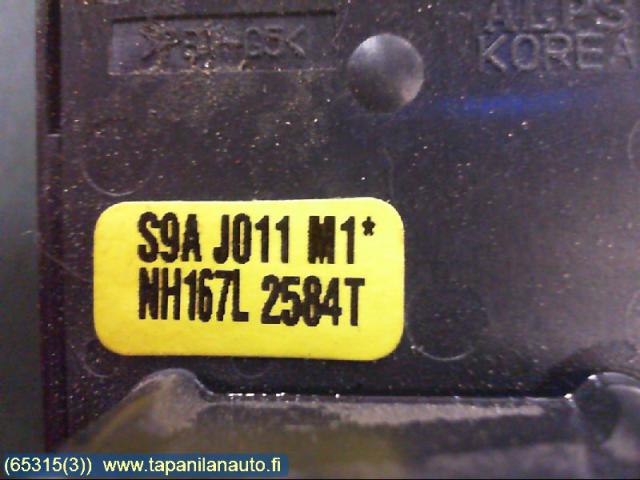 ALPS
KOREA
S9A J011 M1*
NH167L 2584T
(65315(3)) www.tapanilanauto.fi